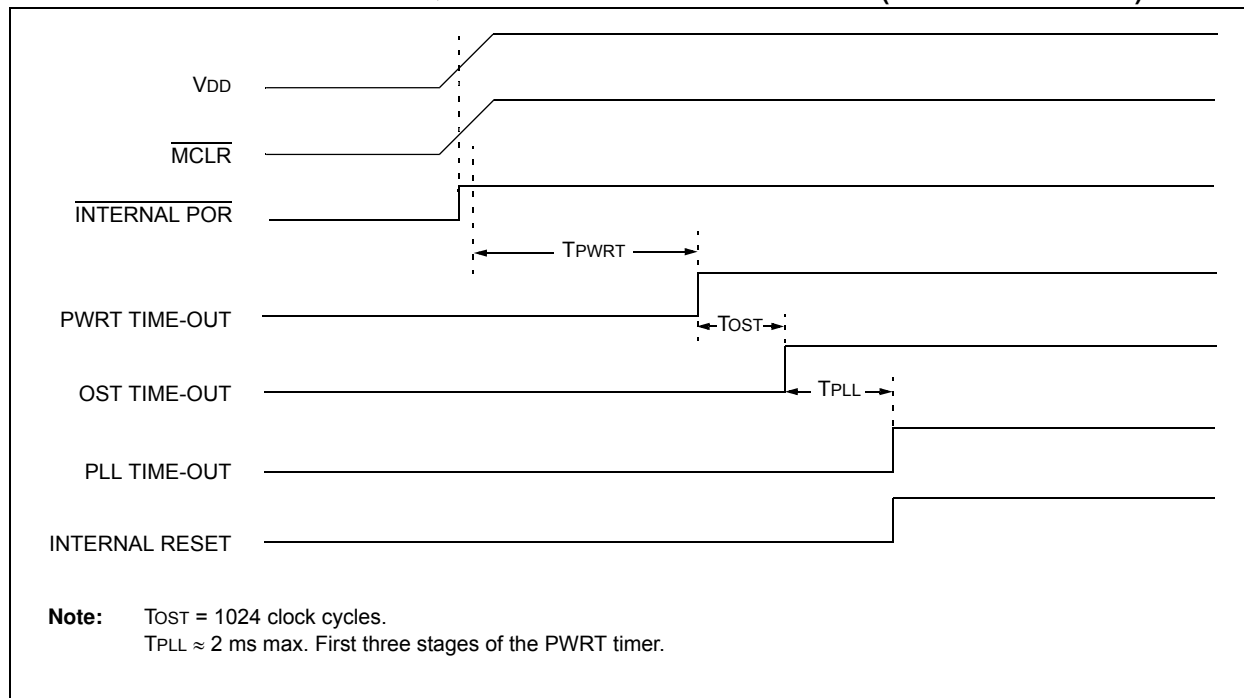 VDD
MCLR
INTERNAL POR
TPWRT
PWRT TIME-OUT
TOST
OST TIME-OUT
TPLL
PLL TIME-OUT
INTERNAL RESET
Note: TOST = 1024 clock cycles.
TPLL ≈ 2 ms max. First three stages of the PWRT timer.